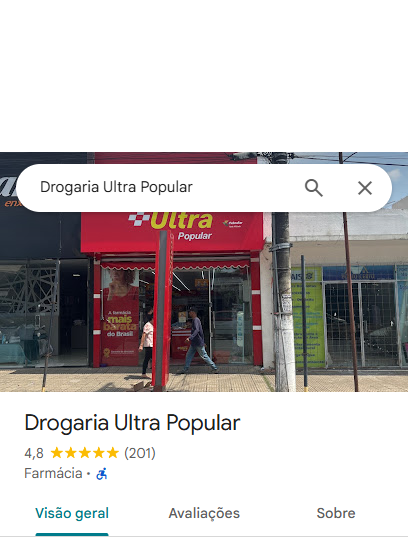 Drogaria Ultra Popular
Ultra
Popular
A farmácia
mais
barata
do Brasil
Drogaria Ultra Popular
4,8 (201)
Farmácia ·
Visão geral Avaliações Sobre